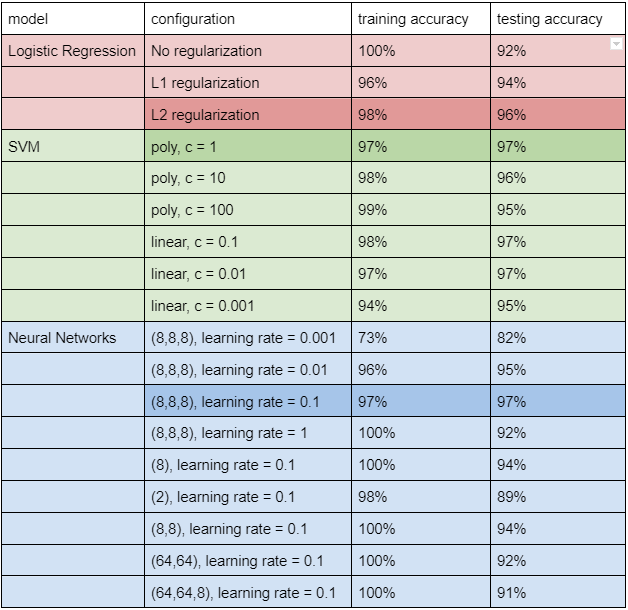 model configuration training accuracy testing accuracy
Logistic Regression No regularization 100% 92%
L1 regularization 96% 94%
L2 regularization 98% 96%
SVM poly, c = 1 97% 97%
poly, c = 10 98% 96%
poly, c = 100 99% 95%
linear, c = 0.1 98% 97%
linear, c = 0.01 97% 97%
linear, c = 0.001 94% 95%
Neural Networks (8,8,8), learning rate = 0.001 73% 82%
(8,8,8), learning rate = 0.01 96% 95%
(8,8,8), learning rate = 0.1 97% 97%
(8,8,8), learning rate = 1 100% 92%
(8), learning rate = 0.1 100% 94%
(2), learning rate = 0.1 98% 89%
(8,8), learning rate = 0.1 100% 94%
(64,64), learning rate = 0.1 100% 92%
(64,64,8), learning rate = 0.1 100% 91%